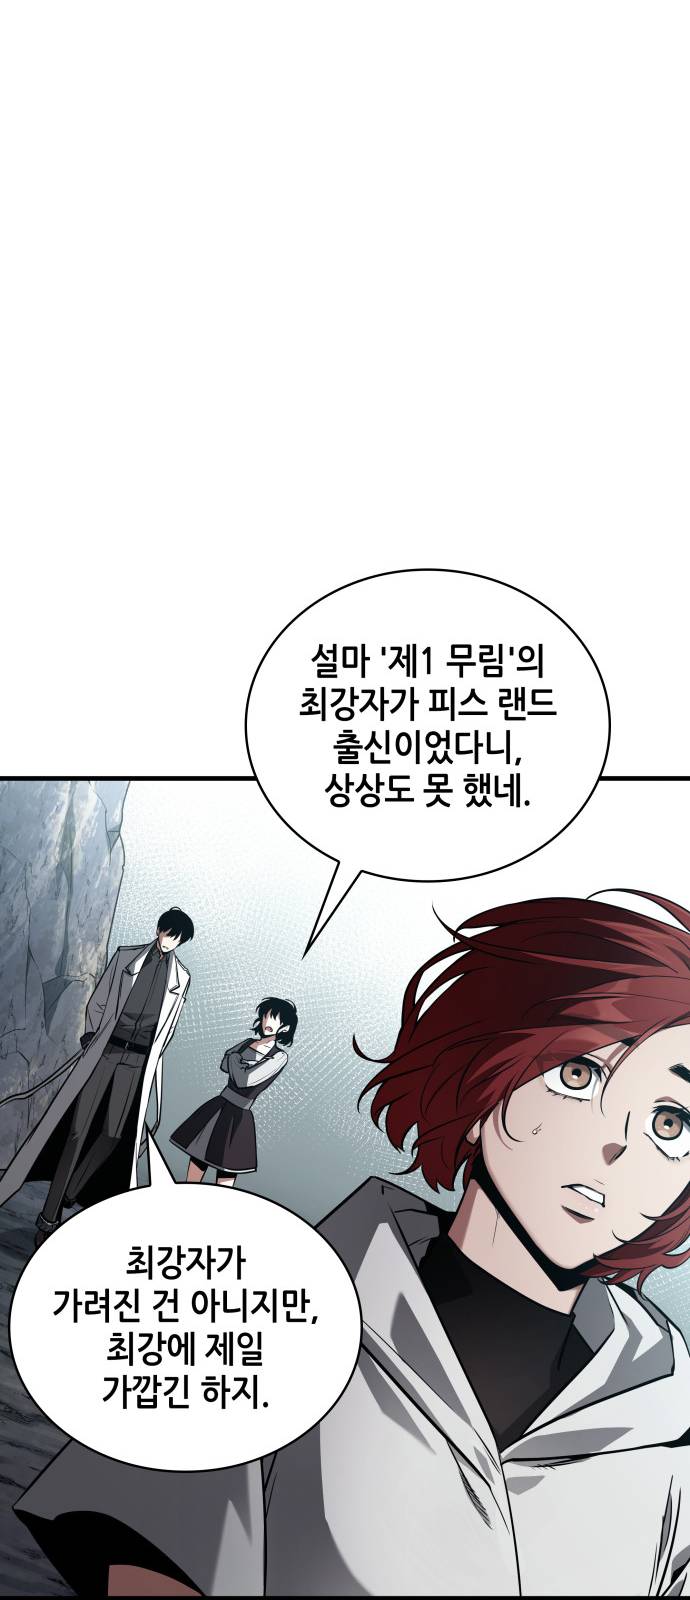 설마 '제1 무림'의
최강자가 피스 랜드
출신이었다니,
상상도 못 했네.
최강자가
가려진 건 아니지만,
최강에 제일
가깝긴 하지.